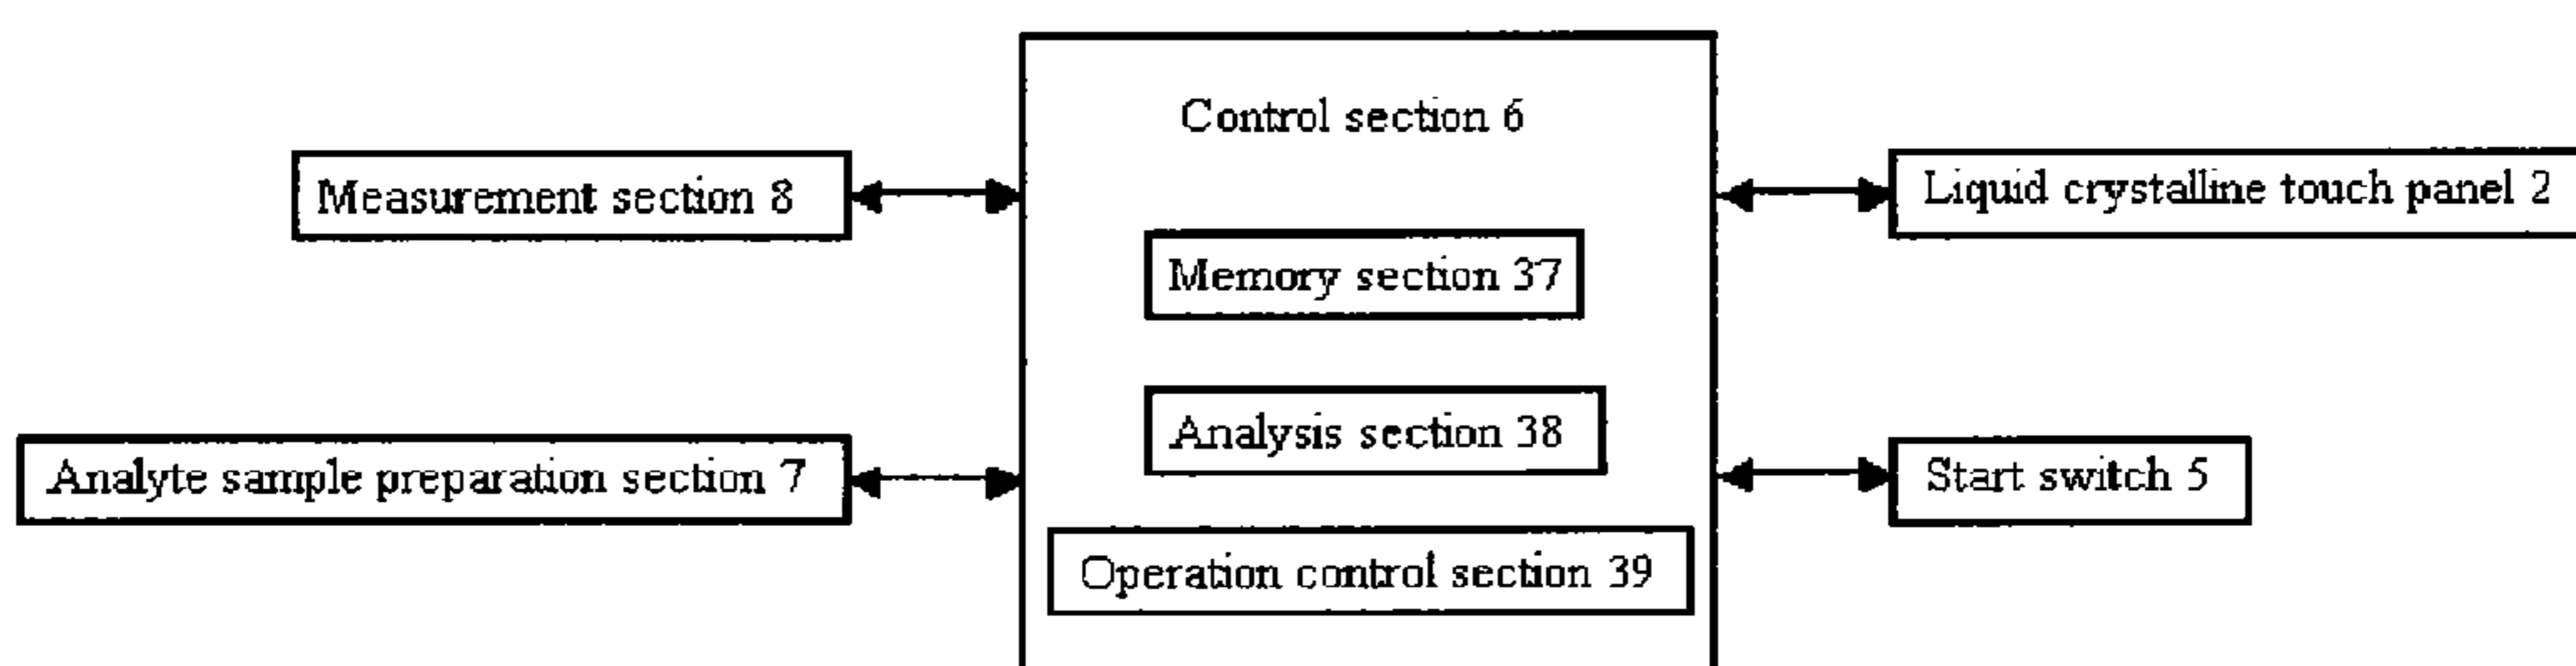 Control section 6
Measurement section 8
Liquid crystalline touch panel 2
Memory section 37
Analysis section 38
Analyte sample preparation section 7
Start switch 5
Operation control section 39